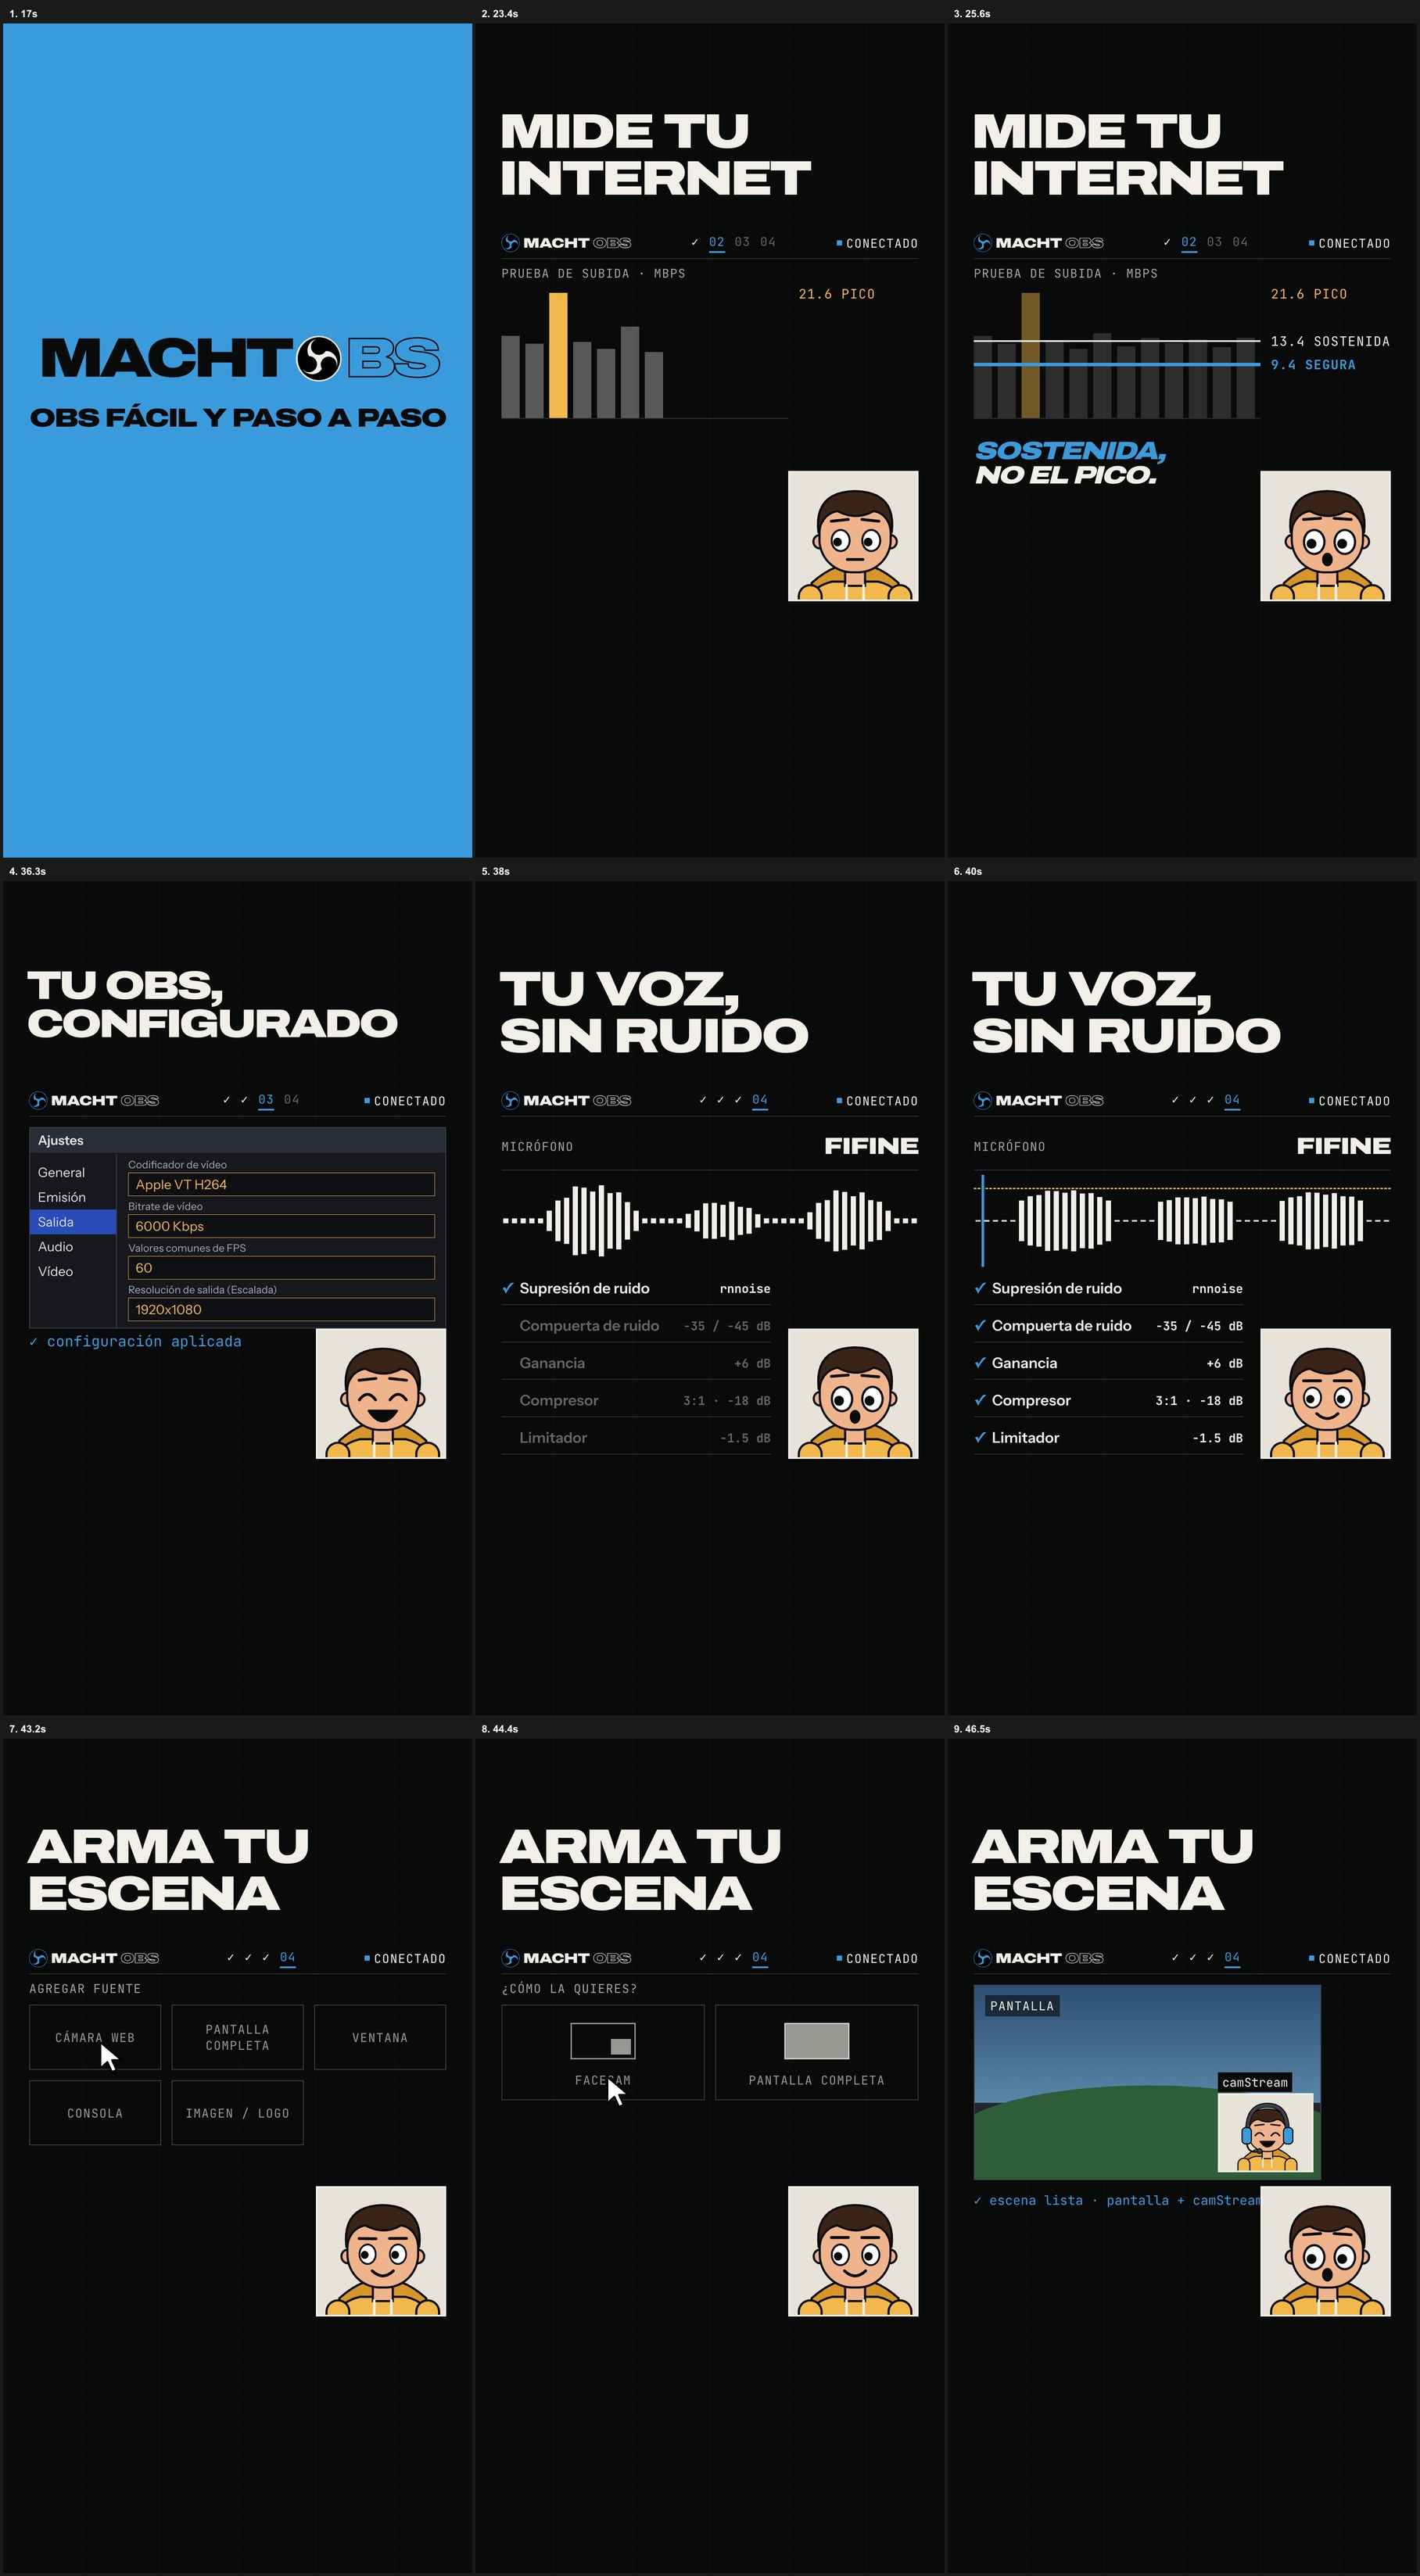 1. 17s
MACHT OBS
OBS FÁCIL Y PASO A PASO
2. 23.4s
MIDE TU
INTERNET
MACHT OBS ✓ 02 03 04 CONECTADO
PRUEBA DE SUBIDA · MBPS
21.6 PICO
3. 25.6s
MIDE TU
INTERNET
MACHT OBS ✓ 02 03 04 CONECTADO
PRUEBA DE SUBIDA · MBPS
21.6 PICO
13.4 SOSTENIDA
9.4 SEGURA
SOSTENIDA,
NO EL PICO.
4. 36.3s
TU OBS,
CONFIGURADO
MACHT OBS ✓ ✓ 03 04 CONECTADO
Ajustes
General
Emisión
Salida
Audio
Vídeo
Codificador de vídeo
Apple VT H264
Bitrate de vídeo
6000 Kbps
Valores comunes de FPS
60
Resolución de salida (Escalada)
1920x1080
✓ configuración aplicada
5. 38s
TU VOZ,
SIN RUIDO
MACHT OBS ✓ ✓ ✓ 04 CONECTADO
MICRÓFONO FIFINE
✓ Supresión de ruido rnnoise
Compuerta de ruido -35 / -45 dB
Ganancia +6 dB
Compresor 3:1 · -18 dB
Limitador -1.5 dB
6. 40s
TU VOZ,
SIN RUIDO
MACHT OBS ✓ ✓ ✓ 04 CONECTADO
MICRÓFONO FIFINE
✓ Supresión de ruido rnnoise
✓ Compuerta de ruido -35 / -45 dB
✓ Ganancia +6 dB
✓ Compresor 3:1 · -18 dB
✓ Limitador -1.5 dB
7. 43.2s
ARMA TU
ESCENA
MACHT OBS ✓ ✓ ✓ 04 CONECTADO
AGREGAR FUENTE
CÁMARA WEB
PANTALLA
COMPLETA
VENTANA
CONSOLA
IMAGEN / LOGO
8. 44.4s
ARMA TU
ESCENA
MACHT OBS ✓ ✓ ✓ 04 CONECTADO
¿CÓMO LA QUIERES?
FACECAM
PANTALLA COMPLETA
9. 46.5s
ARMA TU
ESCENA
MACHT OBS ✓ ✓ ✓ 04 CONECTADO
PANTALLA
camStream
✓ escena lista · pantalla + camStream